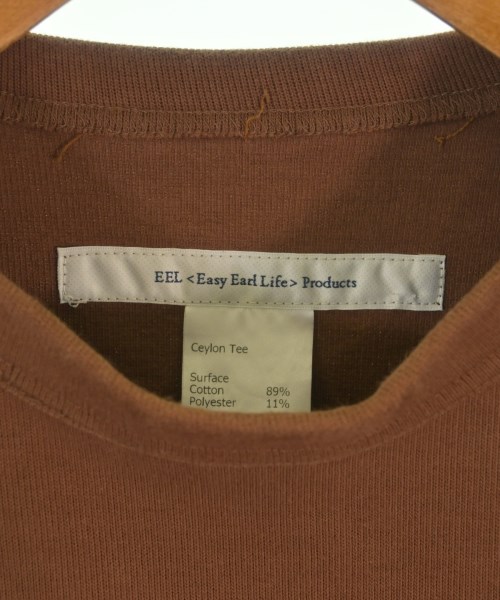 EEL <Easy Earl Life> Products
Ceylon Tee
Surface
Cotton 89%
Polyester 11%